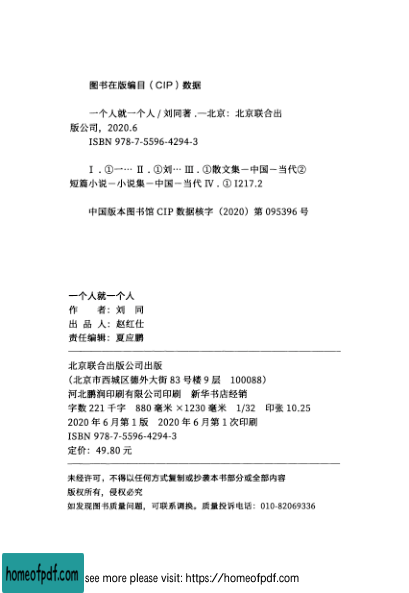 图书在版编目（CIP）数据
一个人就一个人 / 刘同著 .—北京：北京联合出
版公司，2020.6
ISBN 978-7-5596-4294-3
Ⅰ . ①一… Ⅱ . ①刘… Ⅲ . ①散文集－中国－当代②
短篇小说－小说集－中国－当代 Ⅳ . ① I217.2
中国版本图书馆 CIP 数据核字（2020）第 095396 号
一个人就一个人
作 者：刘 同
出 品 人：赵红仕
责任编辑：夏应鹏
北京联合出版公司出版
（北京市西城区德外大街 83 号楼 9 层 100088）
河北鹏润印刷有限公司印刷 新华书店经销
字数 221 千字 880 毫米 × 1230 毫米 1/32 印张 10.25
2020 年 6 月第 1 版 2020 年 6 月第 1 次印刷
ISBN 978-7-5596-4294-3
定价：49.80 元
未经许可，不得以任何方式复制或抄袭本书部分或全部内容
版权所有，侵权必究
如发现图书质量问题，可联系调换。质量投诉电话：010-82069336
homeofpdf.com
see more please visit: https://homeofpdf.com